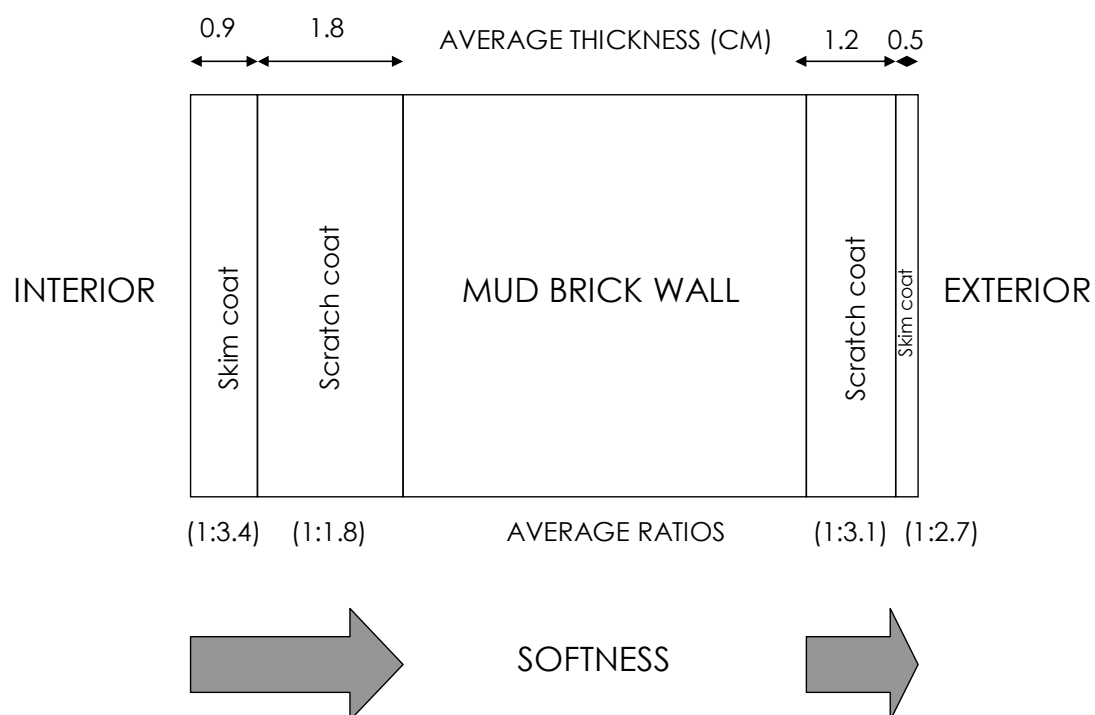 0.9 1.8 AVERAGE THICKNESS (CM) 1.2 0.5
INTERIOR
Skim coat
Scratch coat
MUD BRICK WALL
Scratch coat
Skim coat
EXTERIOR
(1:3.4) (1:1.8) AVERAGE RATIOS (1:3.1) (1:2.7)
SOFTNESS